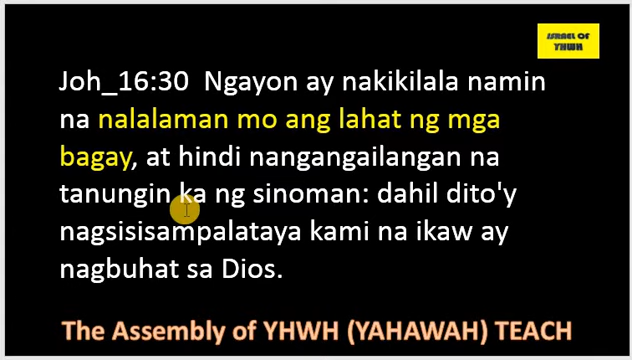 ISRAEL OF
YHWH
Joh_16:30 Ngayon ay nakikilala namin
na nalalaman mo ang lahat ng mga
bagay, at hindi nangangailangan na
tanungin ka ng sinoman: dahil dito'y
nagsisisampalataya kami na ikaw ay
nagbuhat sa Dios.
The Assembly of YHWH (YAHAWAH) TEACH